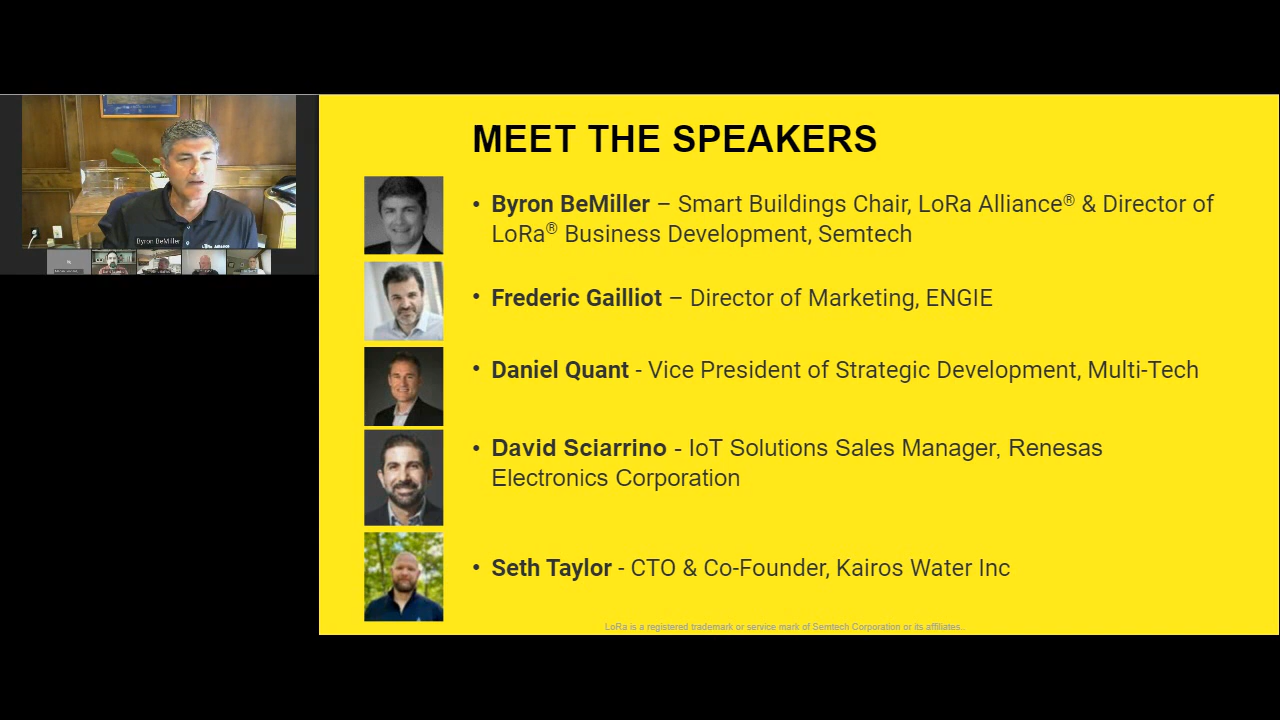 Byron BeMiller
MEET THE SPEAKERS
• Byron BeMiller – Smart Buildings Chair, LoRa Alliance® & Director of
LoRa® Business Development, Semtech
• Frederic Gailliot – Director of Marketing, ENGIE
• Daniel Quant - Vice President of Strategic Development, Multi-Tech
• David Sciarrino - IoT Solutions Sales Manager, Renesas
Electronics Corporation
• Seth Taylor - CTO & Co-Founder, Kairos Water Inc
LoRa is a registered trademark or service mark of Semtech Corporation or its affiliates..